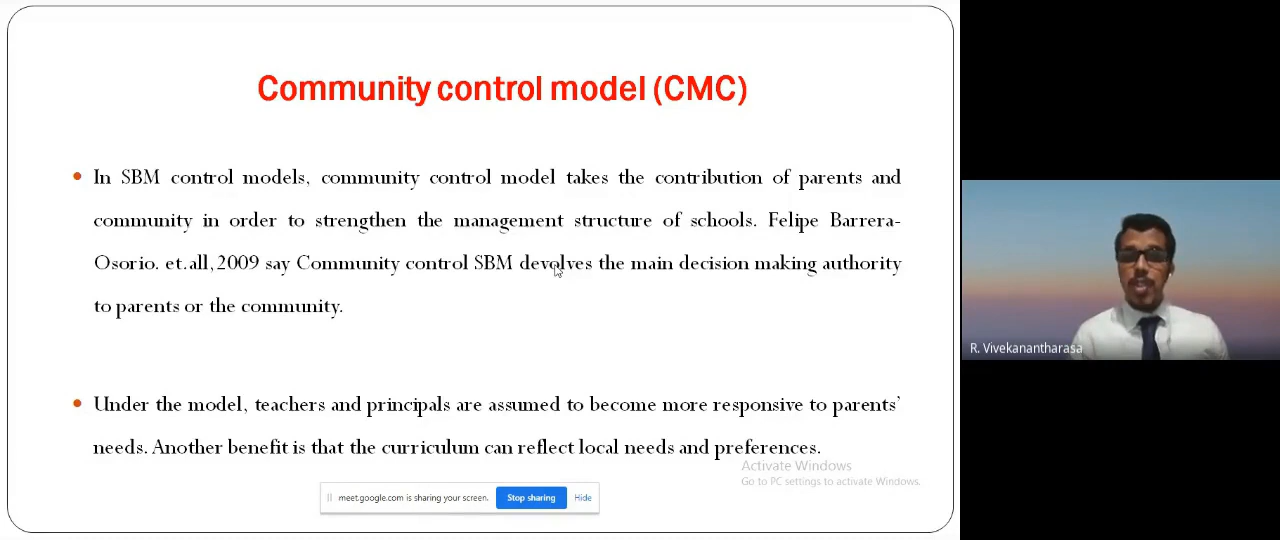 Community control model (CMC)
In SBM control models, community control model takes the contribution of parents and
community in order to strengthen the management structure of schools. Felipe Barrera-
Osorio. et.all, 2009 say Community control SBM devolves the main decision making authority
to parents or the community.
Under the model, teachers and principals are assumed to become more responsive to parents'
needs. Another benefit is that the curriculum can reflect local needs and preferences.
Activate Windows
Go to PC settings to activate Windows.
meet.google.com is sharing your screen. Stop sharing Hide
R. Vivekanantharasa